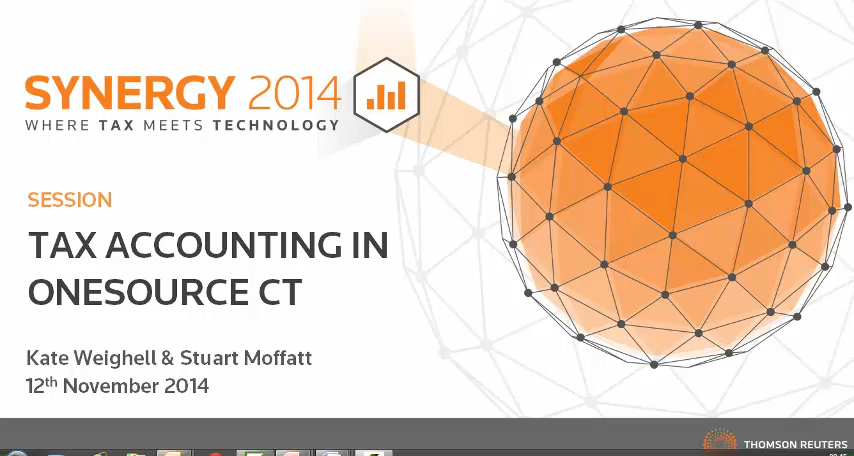 SYNERGY 2014
WHERE TAX MEETS TECHNOLOGY
SESSION
TAX ACCOUNTING IN
ONESOURCE CT
Kate Weighell & Stuart Moffatt
12th November 2014
THOMSON REUTERS